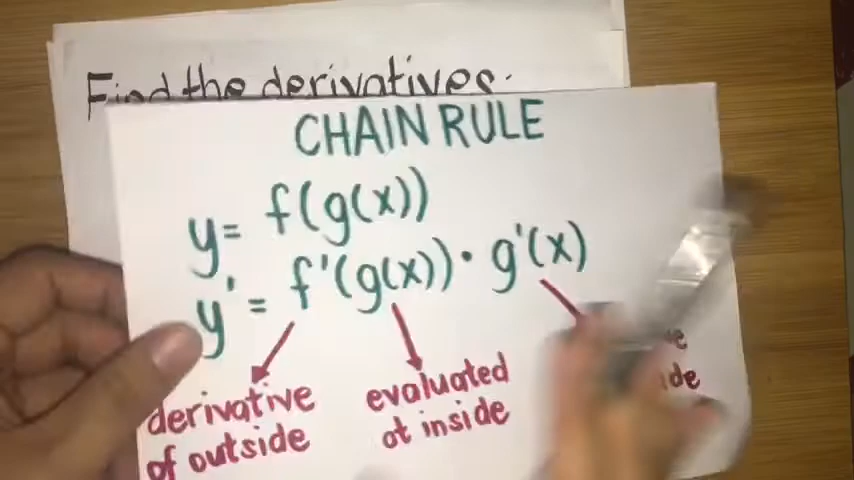 Find the derivatives.
CHAIN RULE
y = f(g(x))
y' = f'(g(x)) · g'(x)
derivative
of outside
evaluated
at inside